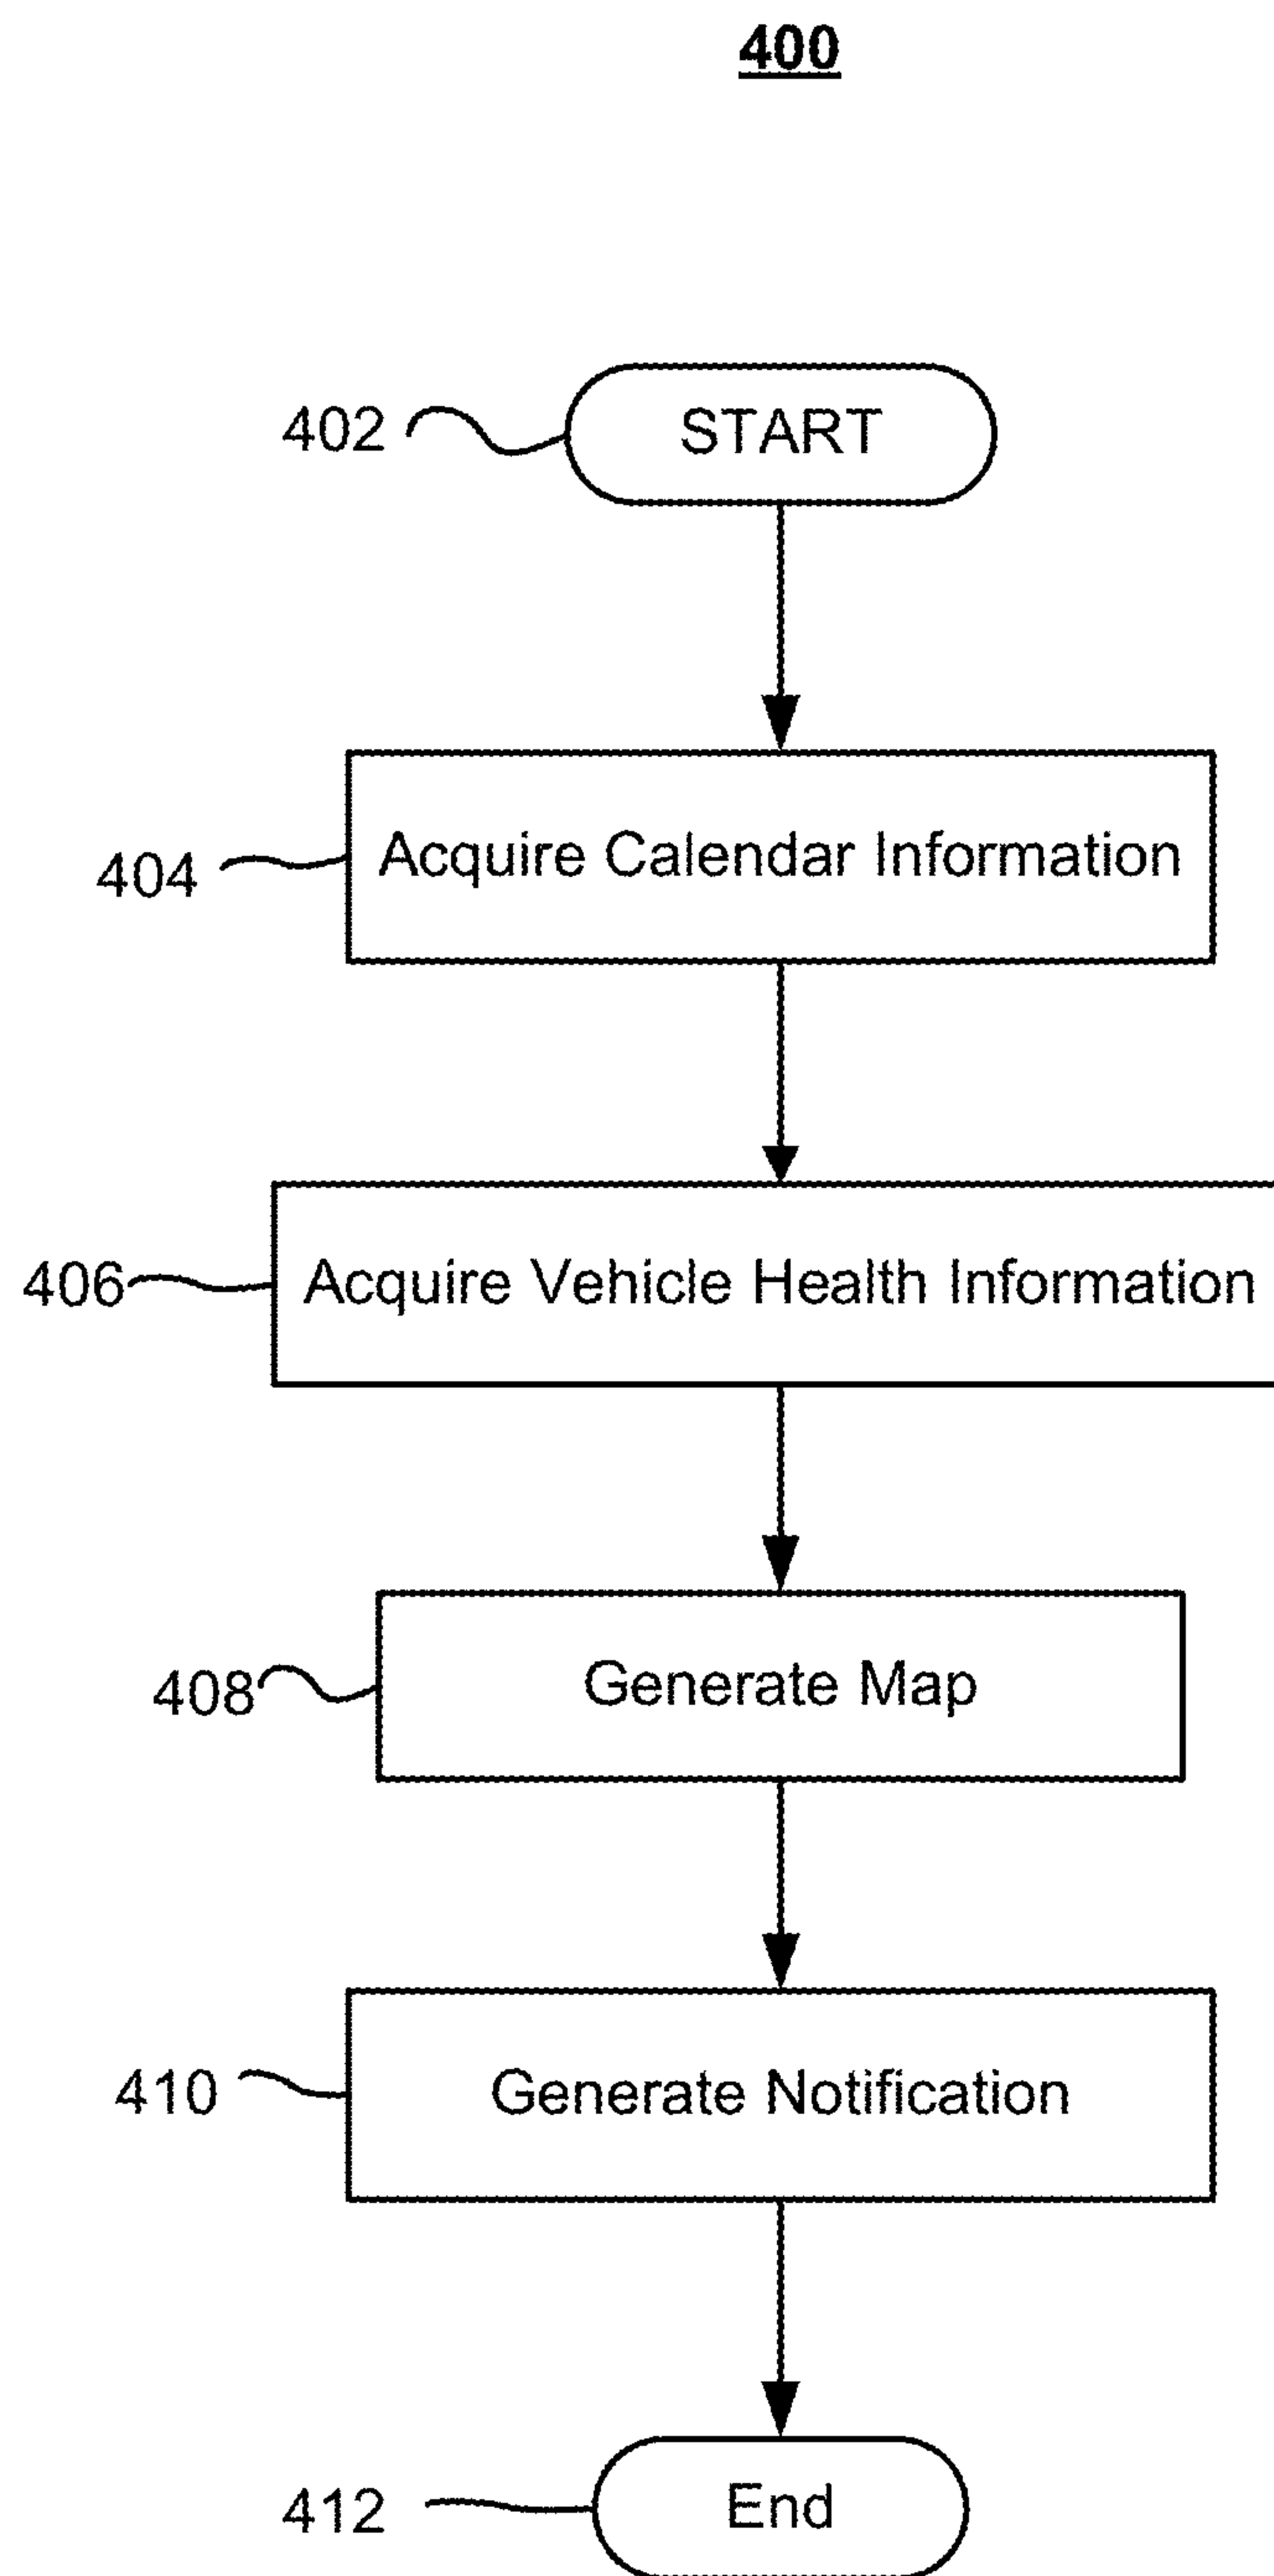 400
402 START
404 Acquire Calendar Information
406 Acquire Vehicle Health Information
408 Generate Map
410 Generate Notification
412 End